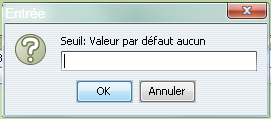 Entrée
Seuil: Valeur par défaut aucun
OK
Annuler